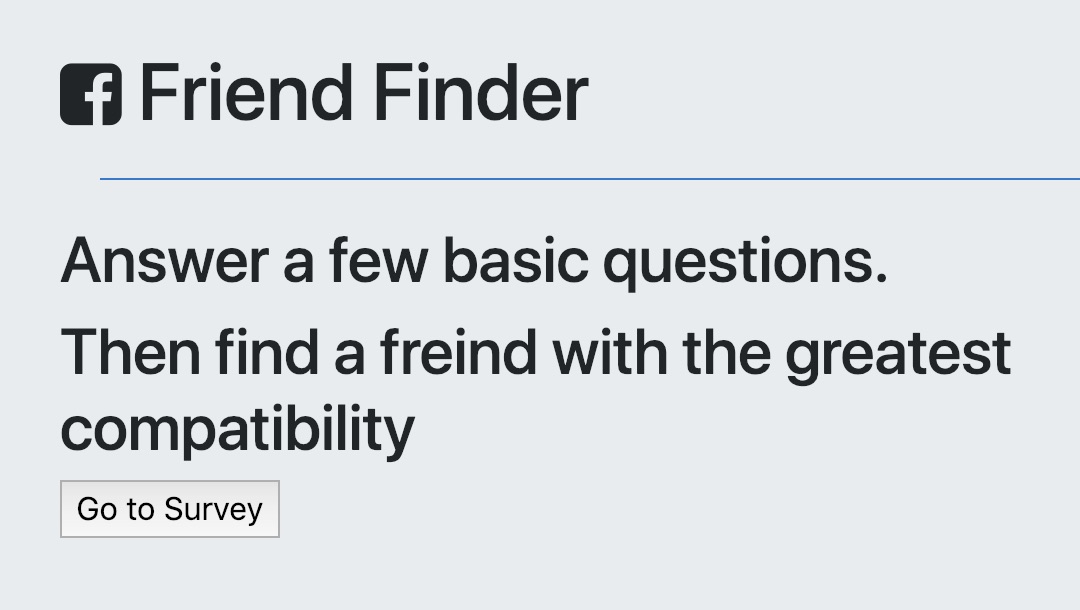 Friend Finder
Answer a few basic questions.
Then find a freind with the greatest
compatibility
Go to Survey